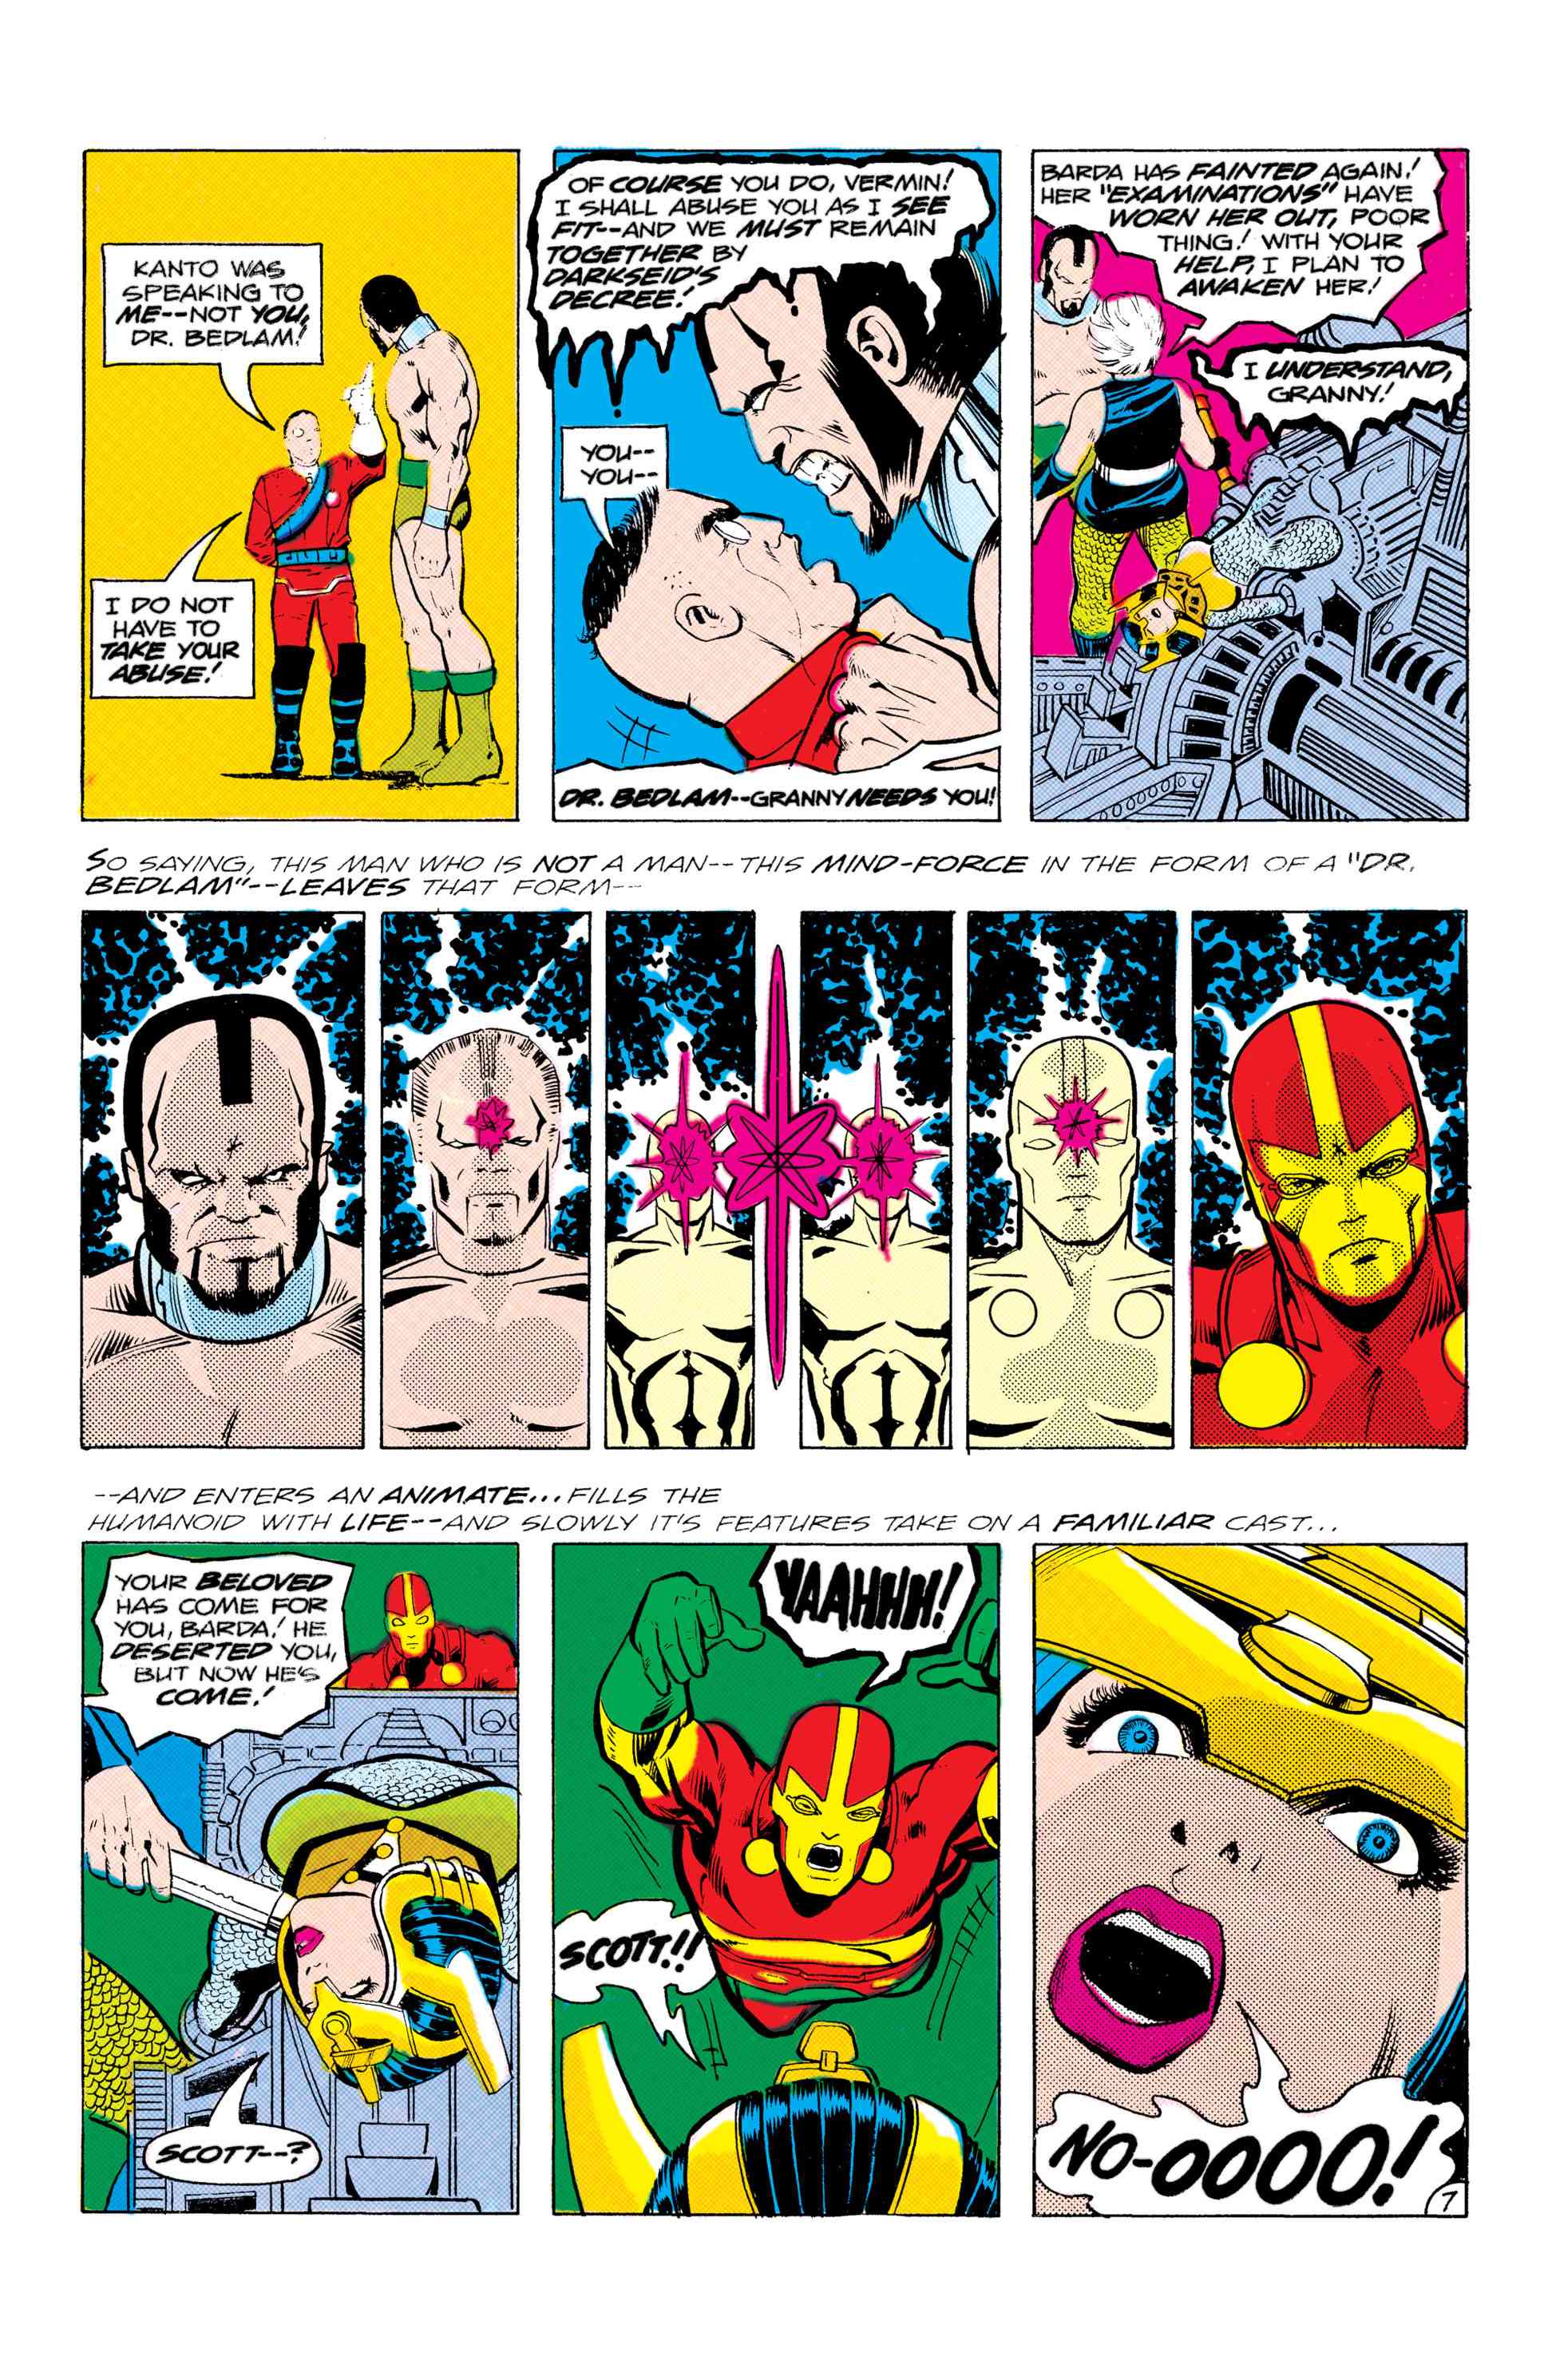 KANTO WAS
SPEAKING TO
ME--NOT YOU,
DR. BEDLAM!
I DO NOT
HAVE TO
TAKE YOUR
ABUSE!
OF COURSE YOU DO, VERMIN!
I SHALL ABUSE YOU AS I SEE
FIT--AND WE MUST REMAIN
TOGETHER BY
DARKSEID'S
DECREE!
YOU--
YOU--
DR. BEDLAM--GRANNY NEEDS YOU!
BARDA HAS FAINTED AGAIN!
HER "EXAMINATIONS" HAVE
WORN HER OUT, POOR
THING! WITH YOUR
HELP, I PLAN TO
AWAKEN HER!
I UNDERSTAND,
GRANNY!
SO SAYING, THIS MAN WHO IS NOT A MAN--THIS MIND-FORCE IN THE FORM OF A "DR.
BEDLAM"--LEAVES THAT FORM--
--AND ENTERS AN ANIMATE...FILLS THE
HUMANOID WITH LIFE--AND SLOWLY IT'S FEATURES TAKE ON A FAMILIAR CAST...
YOUR BELOVED
HAS COME FOR
YOU, BARDA! HE
DESERTED YOU,
BUT NOW HE'S
COME!
SCOTT--?
YAAHHH!
SCOTT!!
NO-OOOO!
7